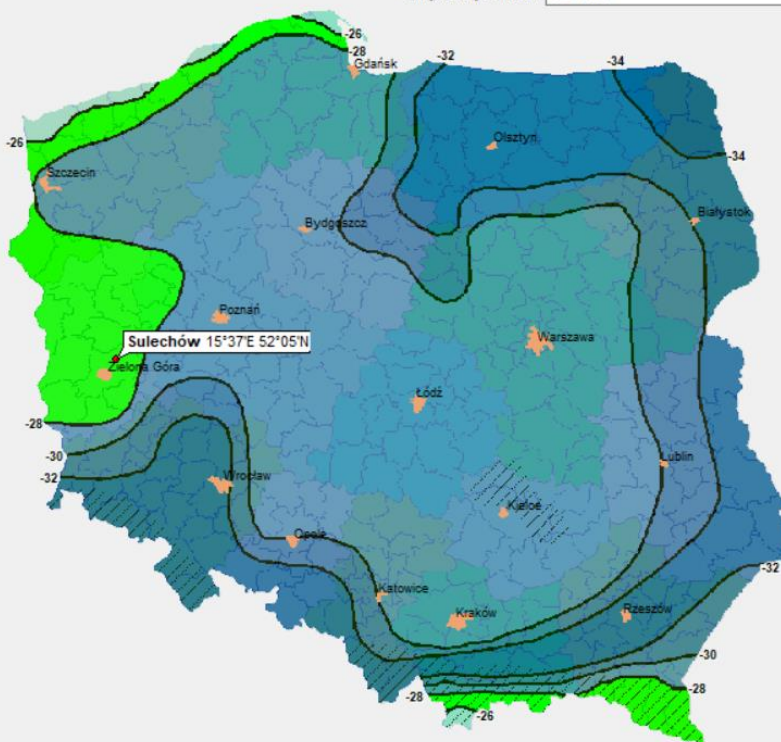 -26
-28
Gdańsk
-32
-34
Olsztyn
-26
-34
Szczecin
Białystok
Bydgoszcz
Poznań
Sulechów 15°37'E 52°05'N
Warszawa
Zielona Góra
Łódź
-28
-30
Lublin
-32
Wrocław
Kielce
Opole
-32
Katowice
Kraków
Rzeszów
-30
-28
-28
-26